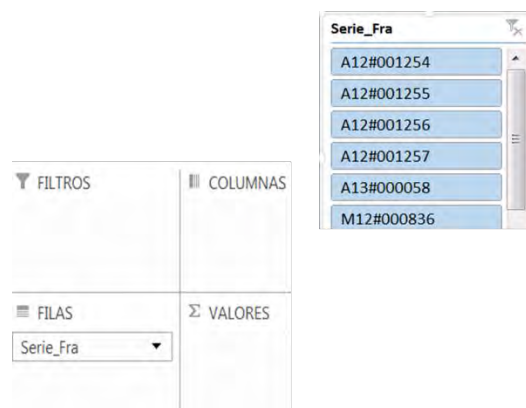 Serie_Fra
A12#001254
A12#001255
A12#001256
A12#001257
A13#000058
M12#000836
FILTROS
COLUMNAS
FILAS
Σ VALORES
Serie_Fra